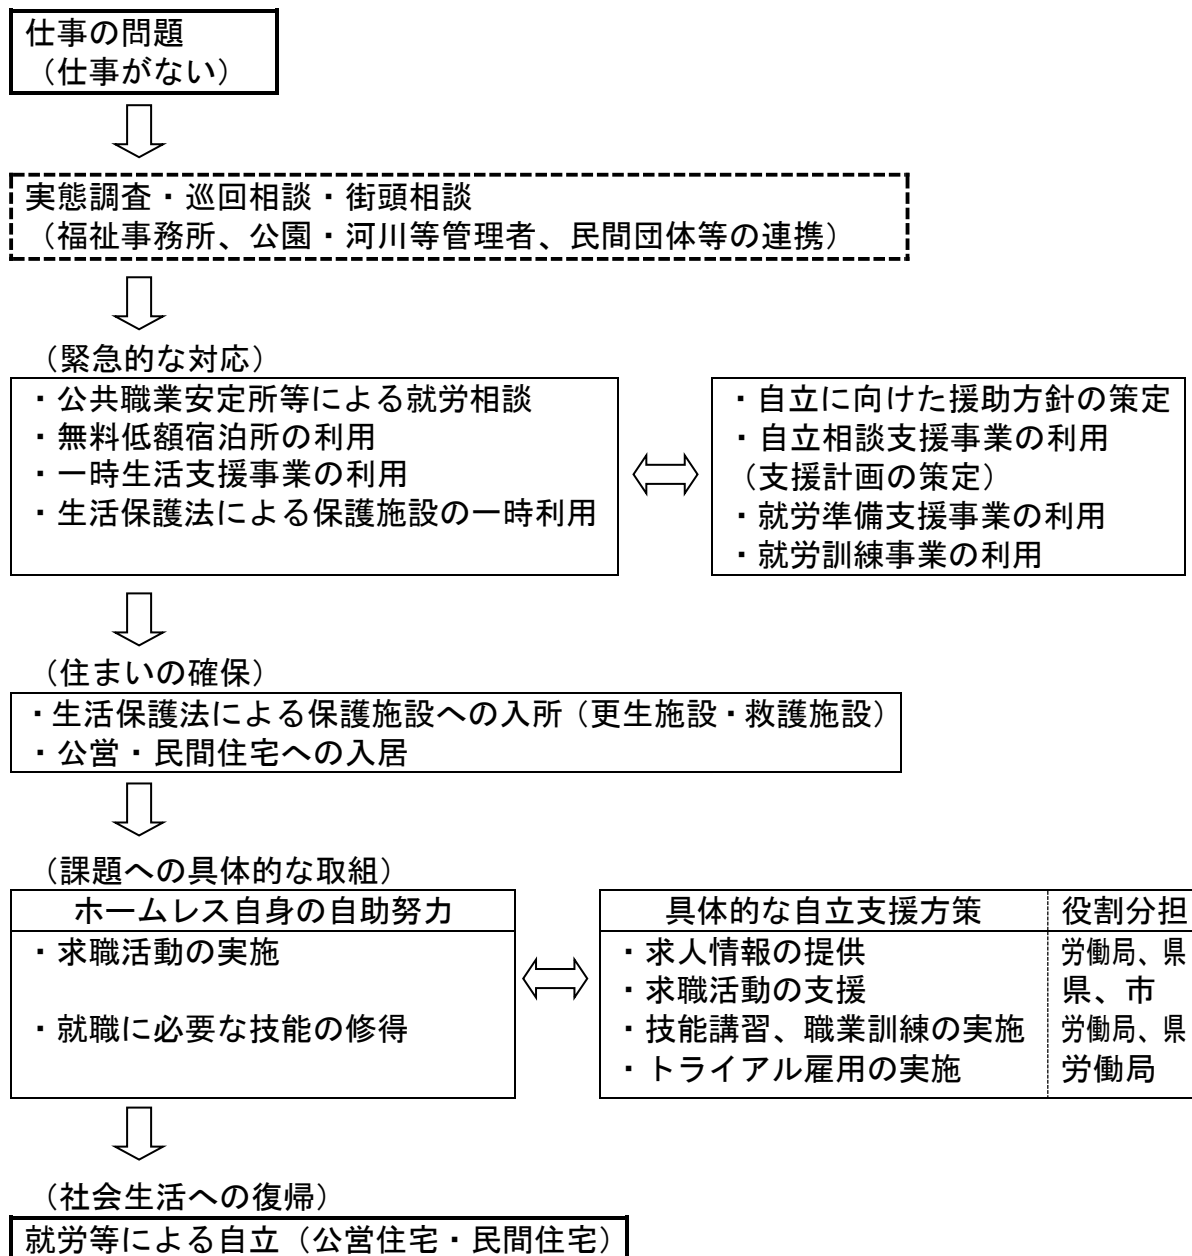 仕事の問題
（仕事がない）
実態調査・巡回相談・街頭相談
（福祉事務所、公園・河川等管理者、民間団体等の連携）
（緊急的な対応）
・公共職業安定所等による就労相談
・無料低額宿泊所の利用
・一時生活支援事業の利用
・生活保護法による保護施設の一時利用
・自立に向けた援助方針の策定
・自立相談支援事業の利用
（支援計画の策定）
・就労準備支援事業の利用
・就労訓練事業の利用
（住まいの確保）
・生活保護法による保護施設への入所（更生施設・救護施設）
・公営・民間住宅への入居
（課題への具体的な取組）
ホームレス自身の自助努力
・求職活動の実施
・就職に必要な技能の修得
具体的な自立支援方策 役割分担
・求人情報の提供 労働局、県
・求職活動の支援 県、市
・技能講習、職業訓練の実施 労働局、県
・トライアル雇用の実施 労働局
（社会生活への復帰）
就労等による自立（公営住宅・民間住宅）